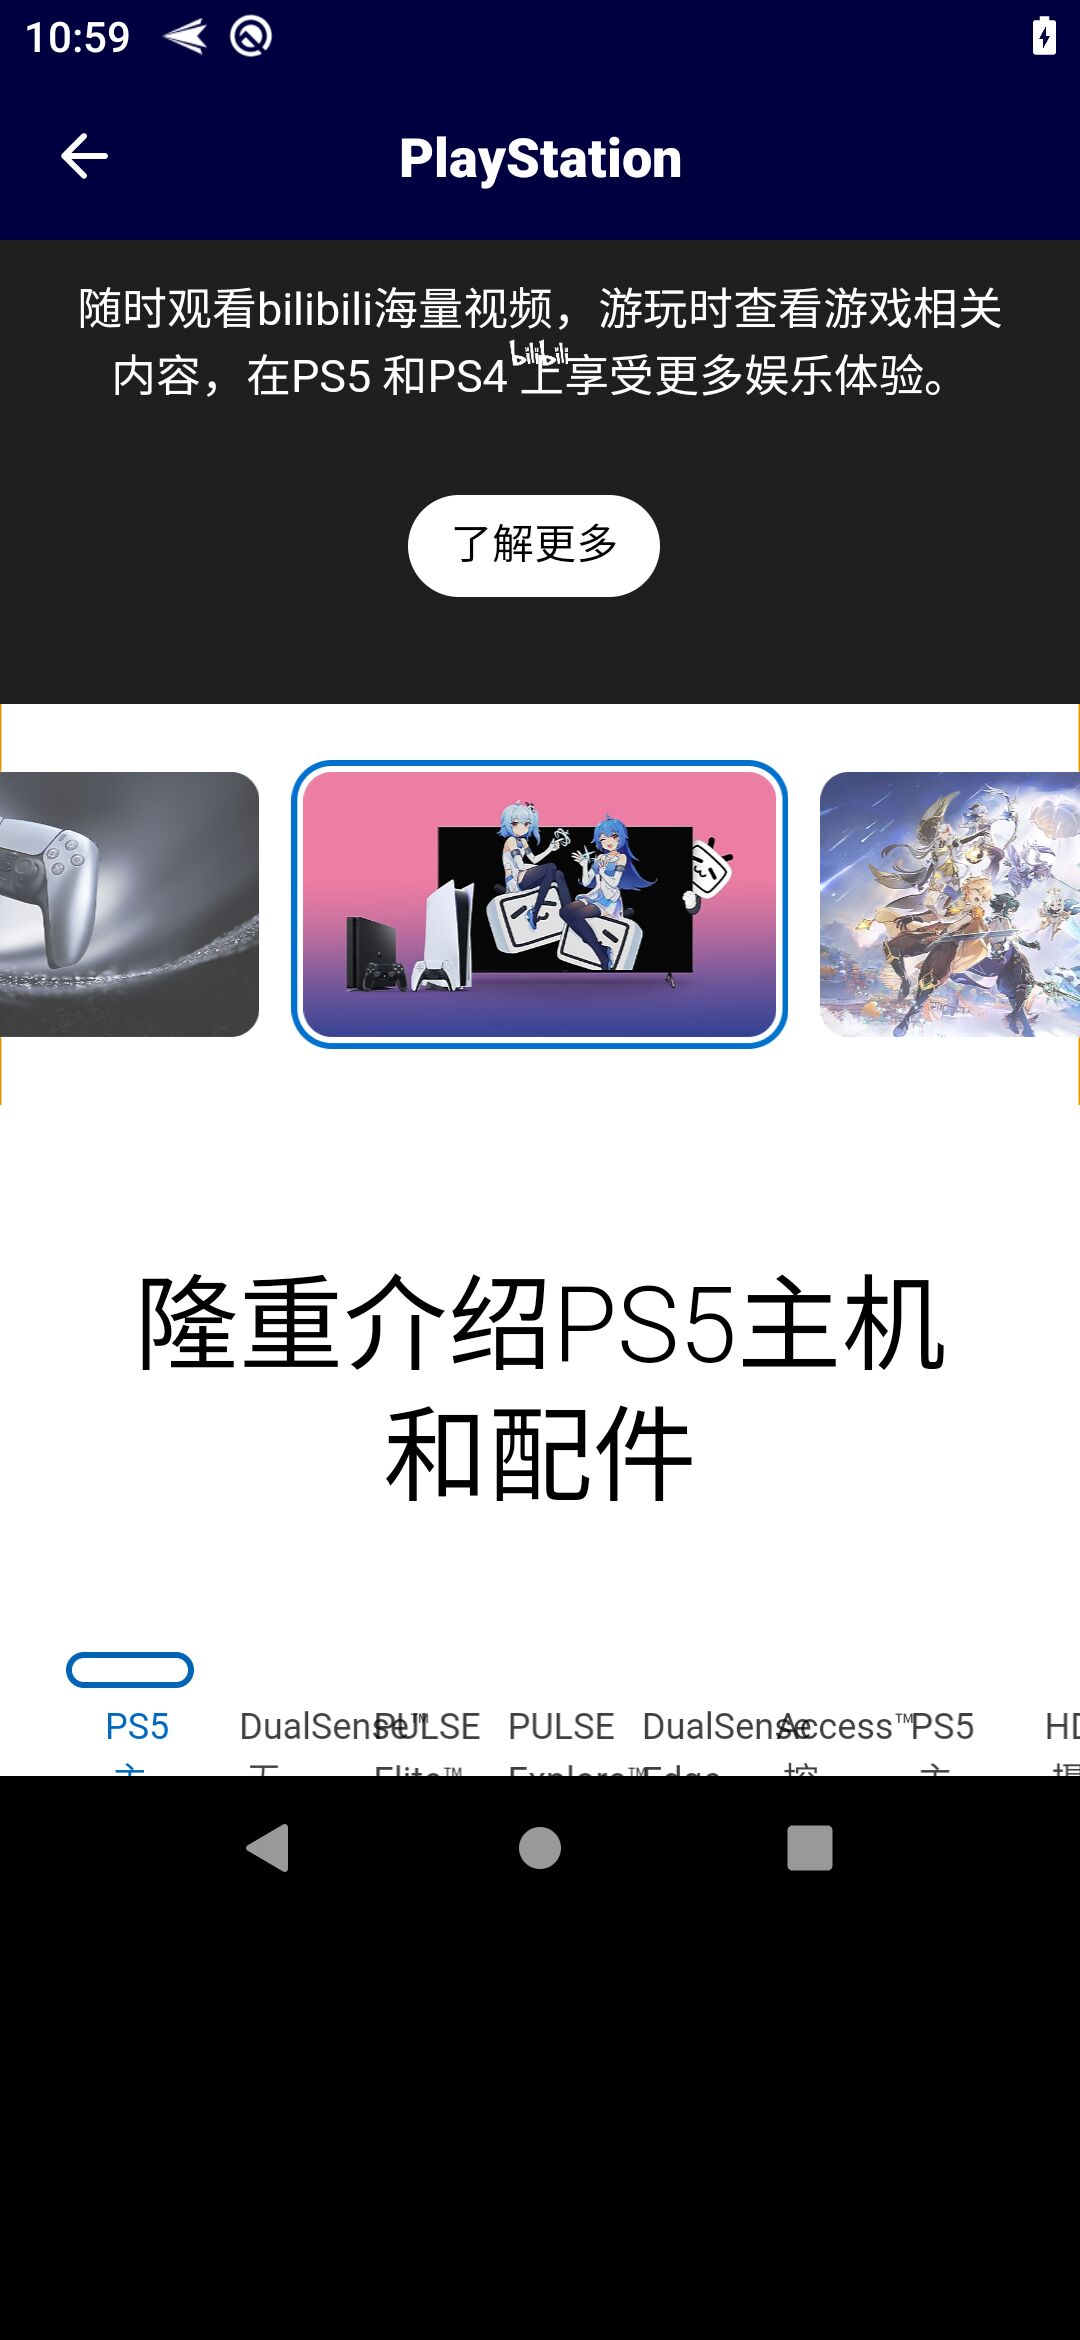 10:59
PlayStation
随时观看bilibili海量视频，游玩时查看游戏相关
内容，在PS5 和PS4 上享受更多娱乐体验。
bilibili
了解更多
隆重介绍PS5主机
和配件
PS5 DualSense™ PULSE PULSE DualSense Access™ PS5 HD
主 Elite™ Explore™ Edge 控 主 摄